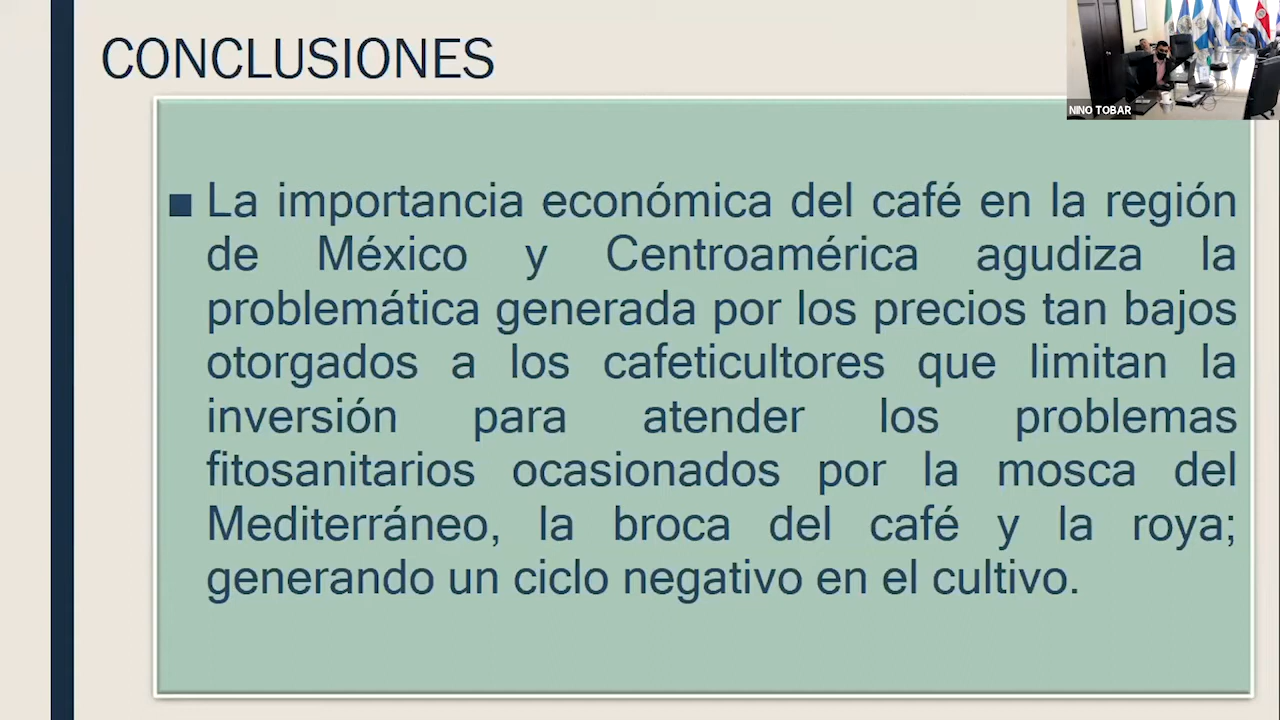 CONCLUSIONES
NINO TOBAR
■ La importancia económica del café en la región
de México y Centroamérica agudiza la
problemática generada por los precios tan bajos
otorgados a los cafeticultores que limitan la
inversión para atender los problemas
fitosanitarios ocasionados por la mosca del
Mediterráneo, la broca del café y la roya;
generando un ciclo negativo en el cultivo.